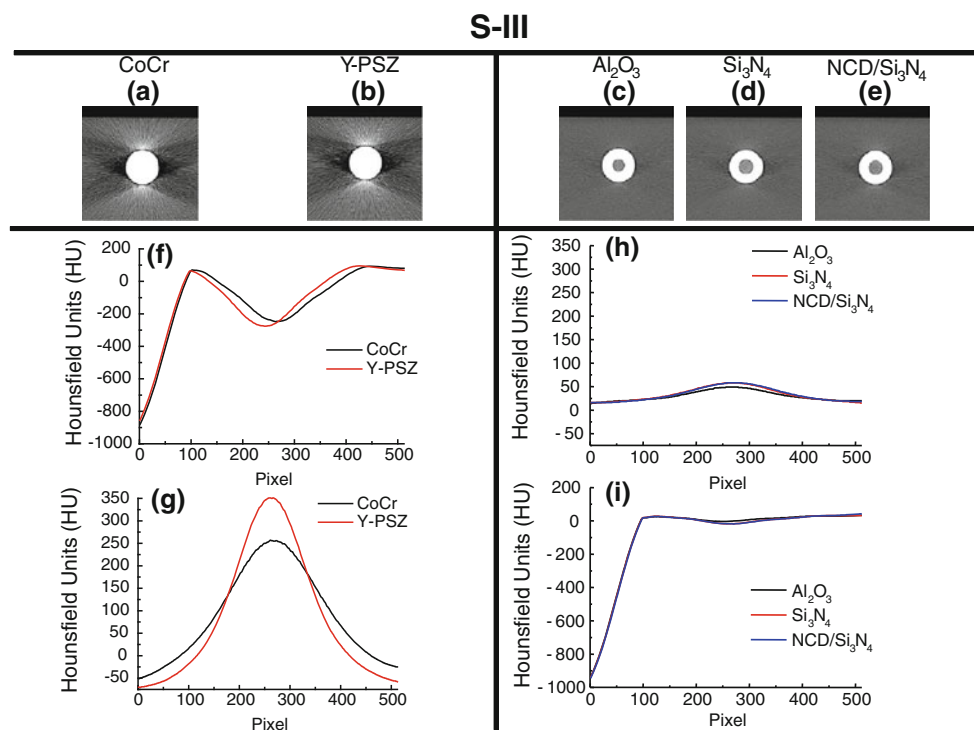 S-III
CoCr
(a)
Y-PSZ
(b)
Al₂O₃
(c)
Si₃N₄
(d)
NCD/Si₃N₄
(e)
(f)
Hounsfield Units (HU)
200
0
-200
-400
-600
-800
-1000
CoCr
Y-PSZ
0 100 200 300 400 500
Pixel
(g)
Hounsfield Units (HU)
350
300
250
200
150
100
50
0
-50
CoCr
Y-PSZ
0 100 200 300 400 500
Pixel
(h)
Hounsfield Units (HU)
350
300
250
200
150
100
50
0
-50
Al₂O₃
Si₃N₄
NCD/Si₃N₄
0 100 200 300 400 500
Pixel
(i)
Hounsfield Units (HU)
200
0
-200
-400
-600
-800
-1000
Al₂O₃
Si₃N₄
NCD/Si₃N₄
0 100 200 300 400 500
Pixel